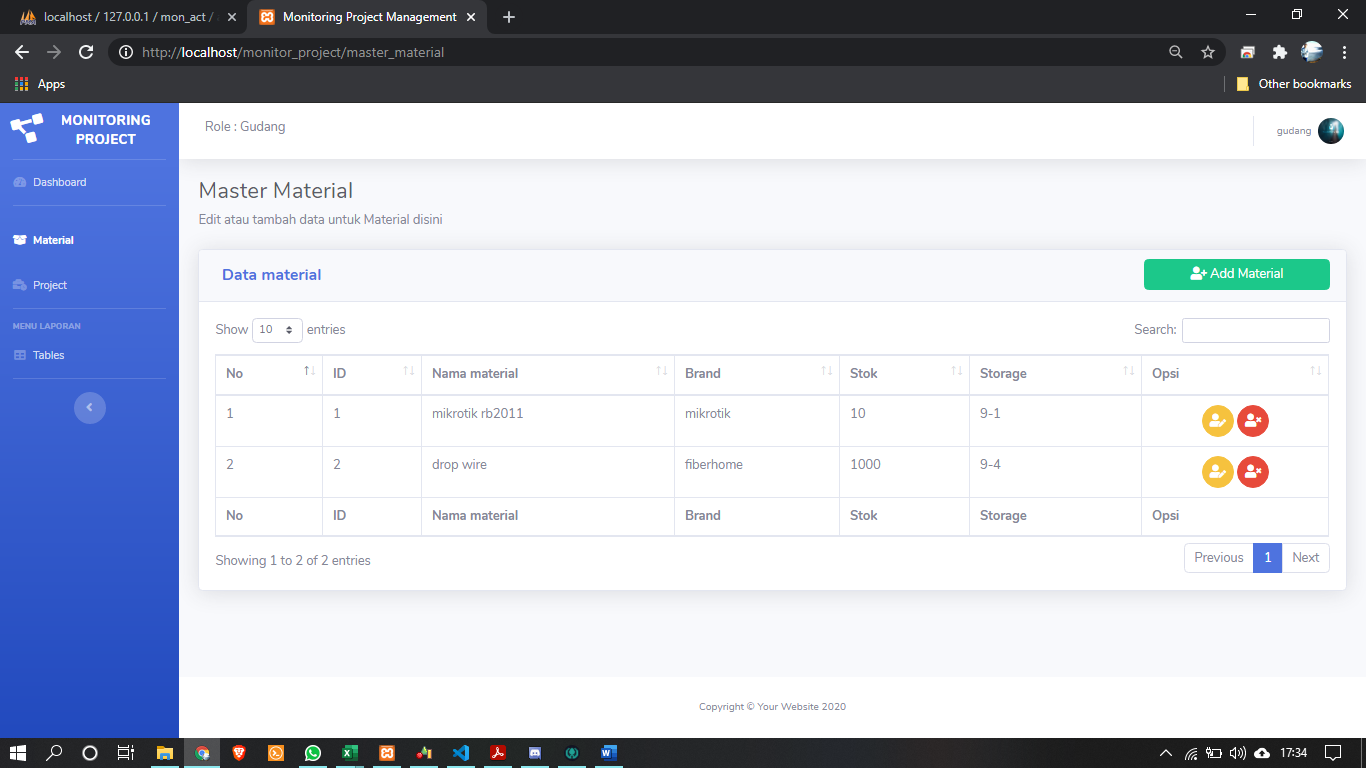 localhost / 127.0.0.1 / mon_act /
Monitoring Project Management
http://localhost/monitor_project/master_material
Apps
Other bookmarks
MONITORING PROJECT
Role : Gudang
gudang
Dashboard
Material
Project
MENU LAPORAN
Tables
Master Material
Edit atau tambah data untuk Material disini
Data material
Add Material
Show 10 entries
Search:
No ID Nama material Brand Stok Storage Opsi
1 1 mikrotik rb2011 mikrotik 10 9-1
2 2 drop wire fiberhome 1000 9-4
No ID Nama material Brand Stok Storage Opsi
Showing 1 to 2 of 2 entries
Previous 1 Next
Copyright © Your Website 2020
17:34